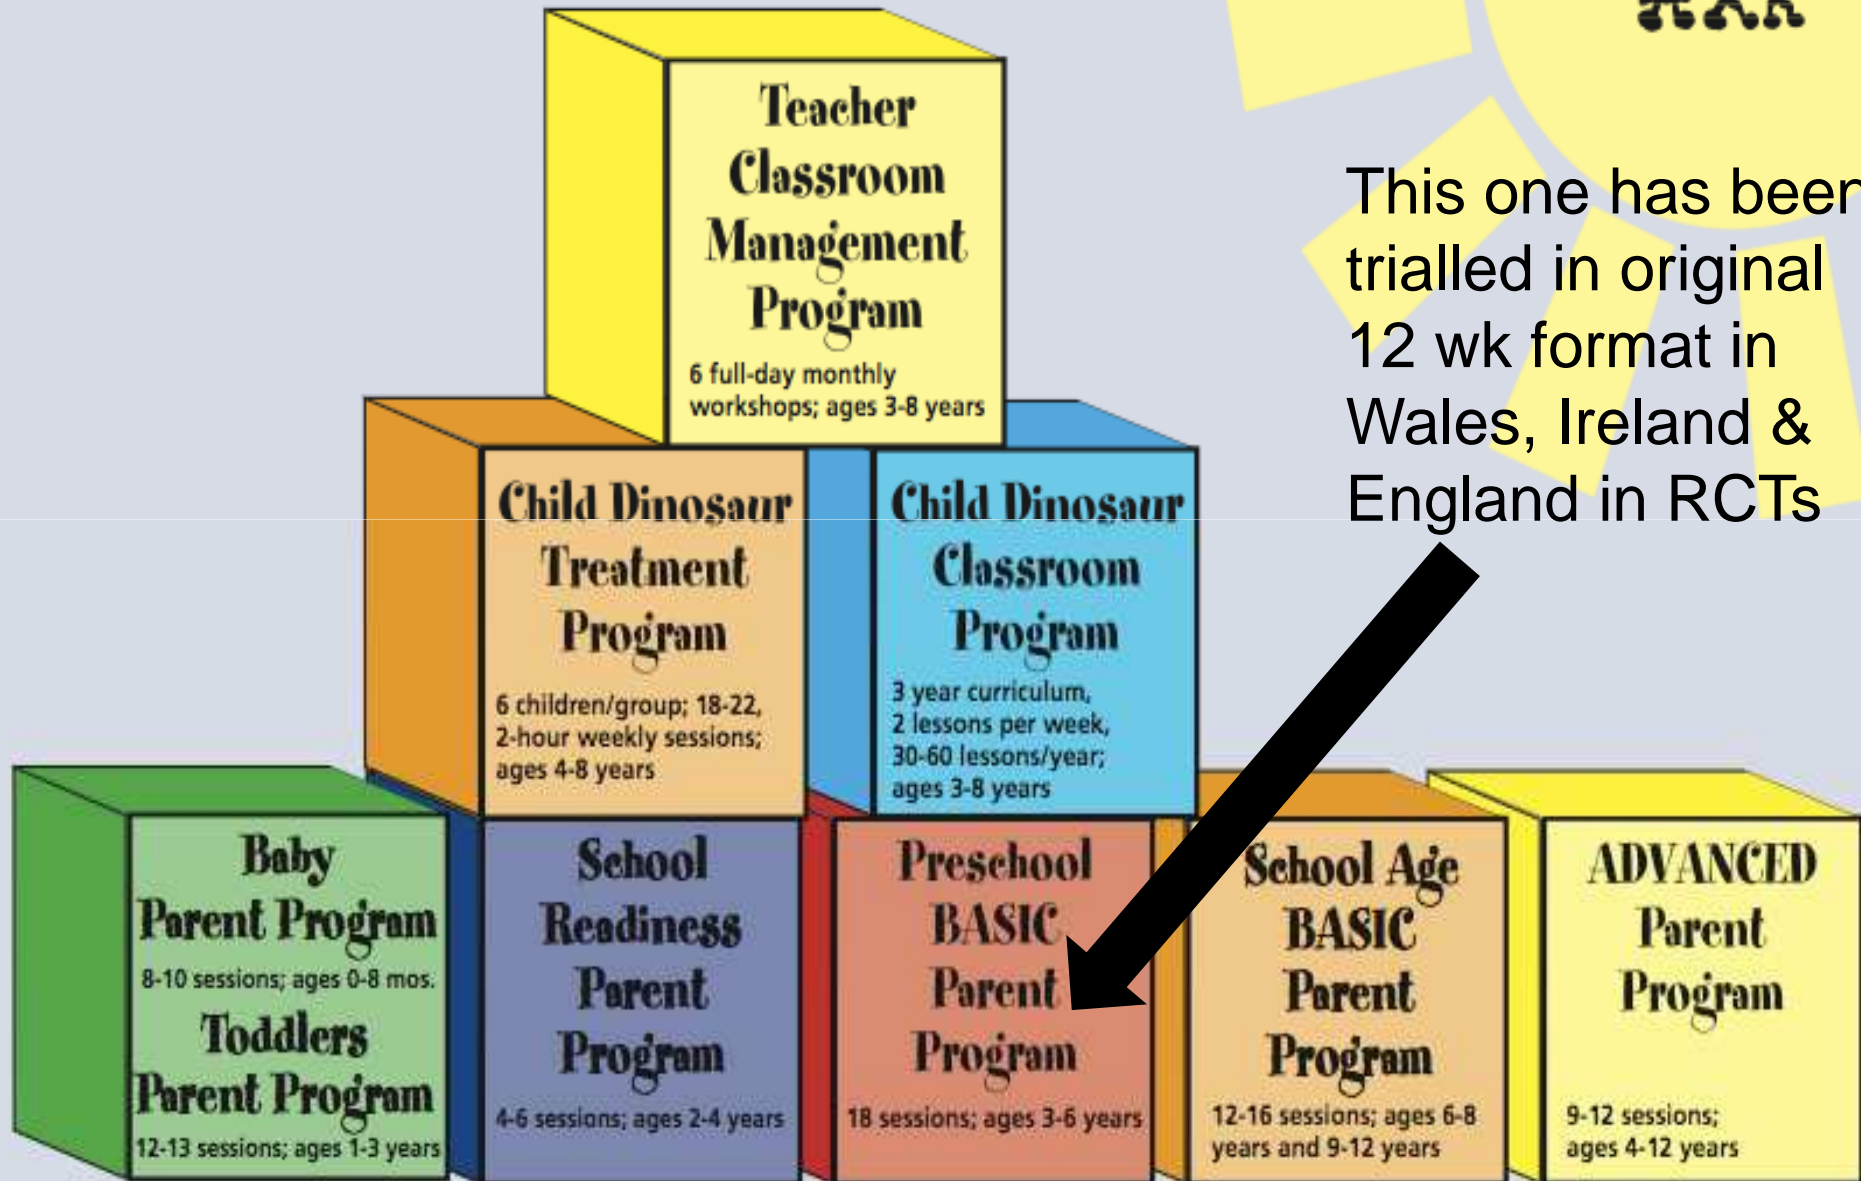 Teacher
Classroom
Management
Program
6 full-day monthly
workshops; ages 3-8 years
This one has been
trialled in original
12 wk format in
Wales, Ireland &
England in RCTs
Child Dinosaur
Treatment
Program
6 children/group; 18-22,
2-hour weekly sessions;
ages 4-8 years
Child Dinosaur
Classroom
Program
3 year curriculum,
2 lessons per week,
30-60 lessons/year;
ages 3-8 years
Baby
Parent Program
8-10 sessions; ages 0-8 mos.
Toddlers
Parent Program
12-13 sessions; ages 1-3 years
School
Readiness
Parent
Program
4-6 sessions; ages 2-4 years
Preschool
BASIC
Parent
Program
18 sessions; ages 3-6 years
School Age
BASIC
Parent
Program
12-16 sessions; ages 6-8
years and 9-12 years
ADVANCED
Parent
Program
9-12 sessions;
ages 4-12 years